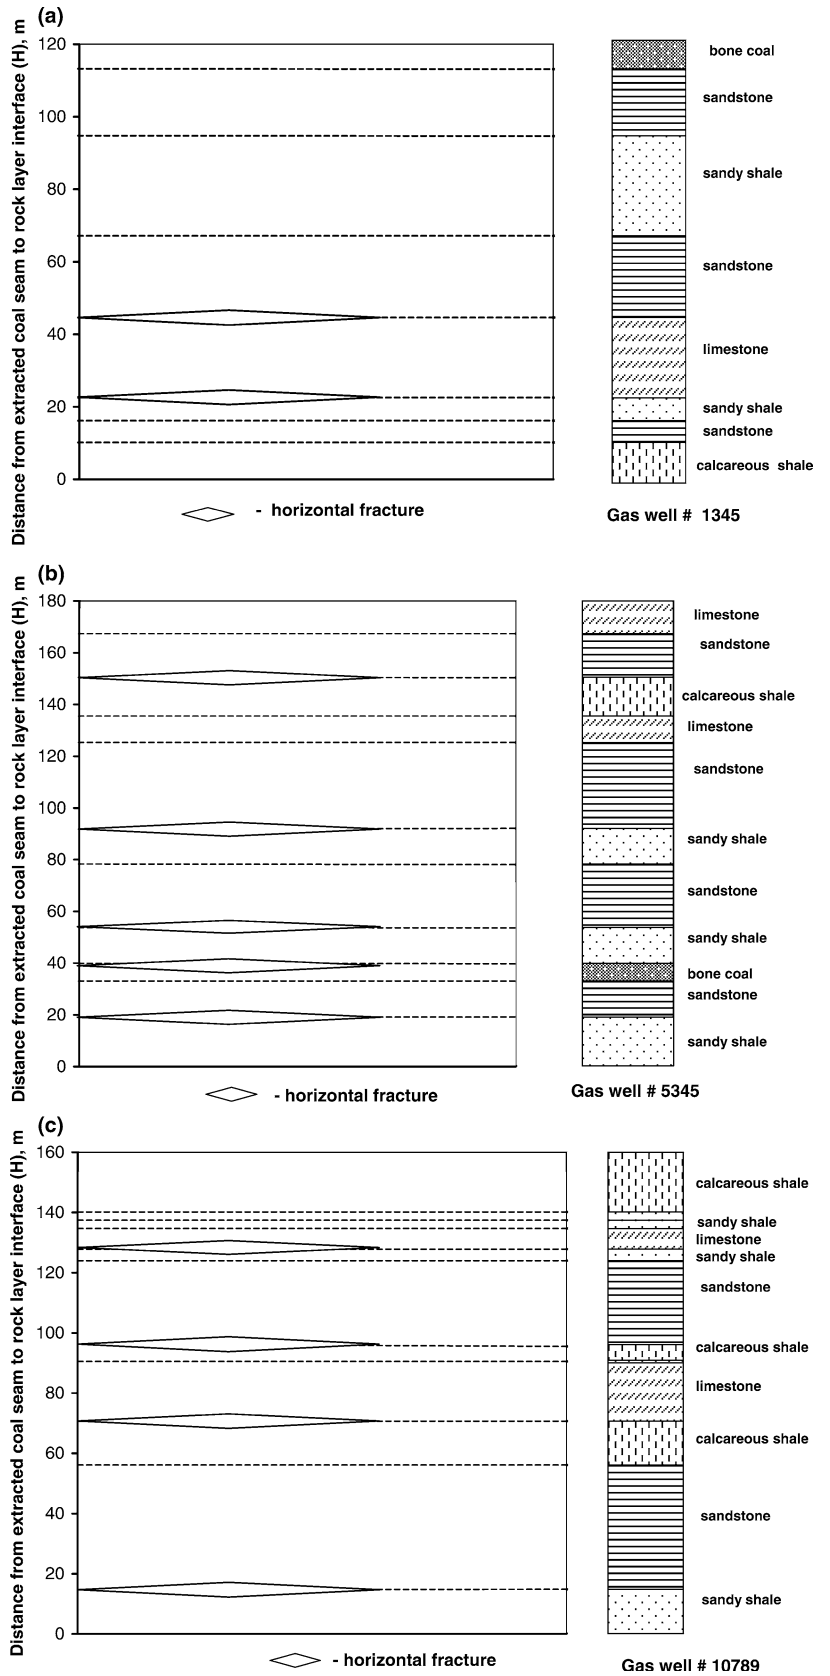 (a)
Distance from extracted coal seam to rock layer interface (H), m
120
100
80
60
40
20
0
bone coal
sandstone
sandy shale
sandstone
limestone
sandy shale
sandstone
calcareous shale
- horizontal fracture
Gas well # 1345
(b)
Distance from extracted coal seam to rock layer interface (H), m
180
160
140
120
100
80
60
40
20
0
limestone
sandstone
calcareous shale
limestone
sandstone
sandy shale
sandstone
sandy shale
bone coal
sandstone
sandy shale
- horizontal fracture
Gas well # 5345
(c)
Distance from extracted coal seam to rock layer interface (H), m
160
140
120
100
80
60
40
20
0
calcareous shale
sandy shale
limestone
sandy shale
sandstone
calcareous shale
limestone
calcareous shale
sandstone
sandy shale
- horizontal fracture
Gas well # 10789